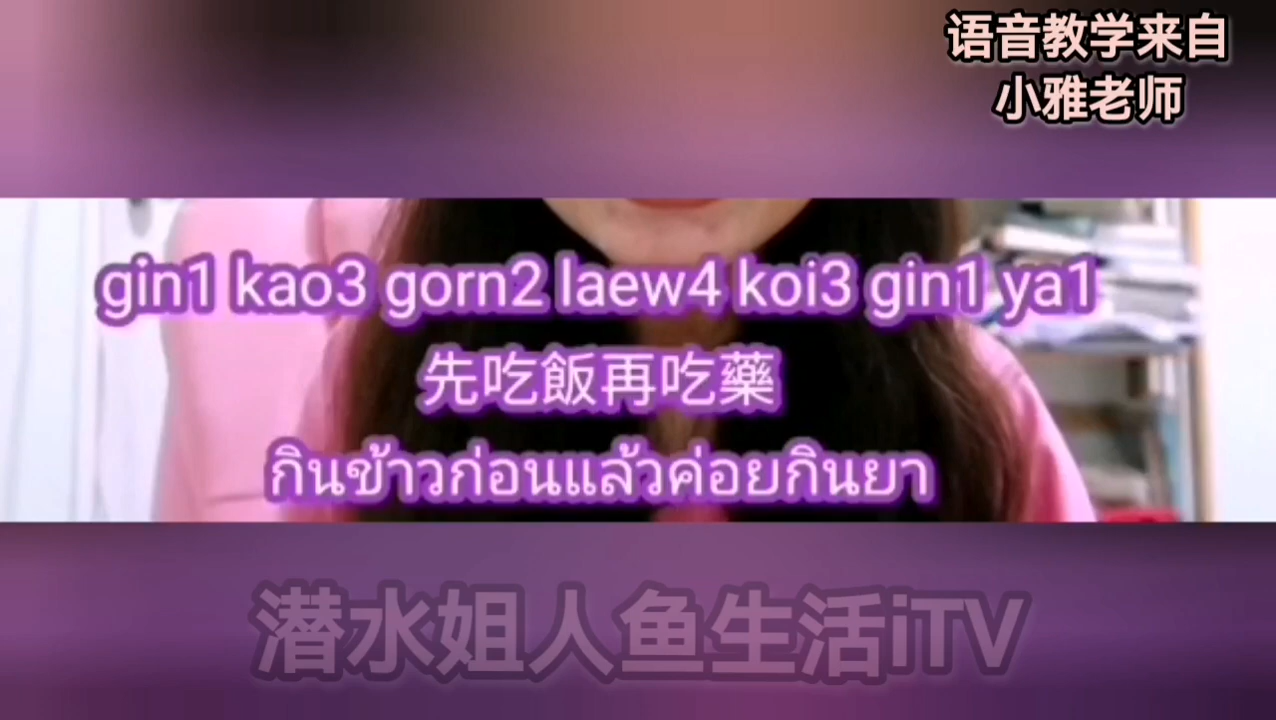 语音教学来自
小雅老师
gin1 kao3 gorn2 laew4 koi3 gin1 ya1
先吃飯再吃藥
กินข้าวก่อนแล้วค่อยกินยา
潜水姐人鱼生活iTV